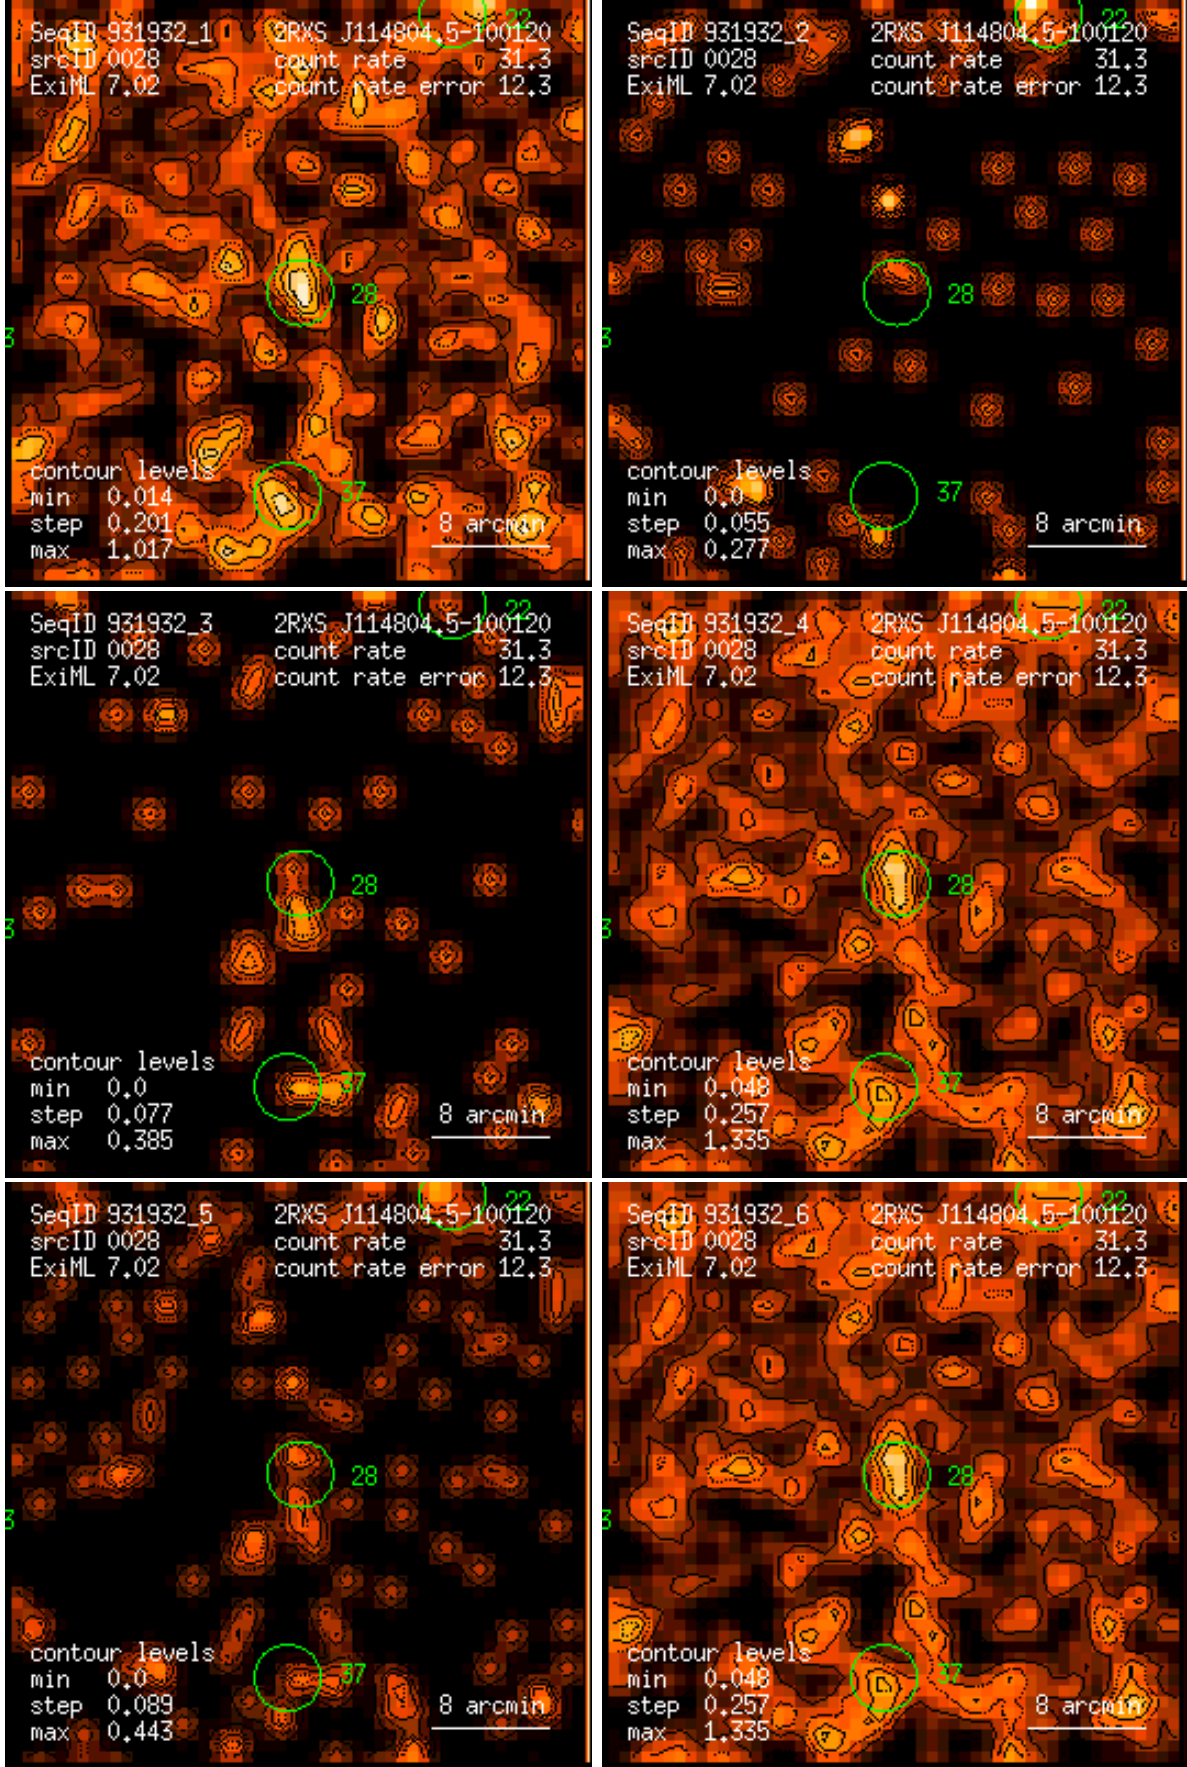 22
SeqID 931932_1 2RXS J114804.5-100120
srcID 0028 count rate 31.3
ExiML 7.02 count rate error 12.3
28
3
contour levels
min 0.014
37
step 0.201
8 arcmin
max 1.017
22
SeqID 931932_2 2RXS J114804.5-100120
srcID 0028 count rate 31.3
ExiML 7.02 count rate error 12.3
28
3
contour levels
min 0.0
37
step 0.055
8 arcmin
max 0.277
22
SeqID 931932_3 2RXS J114804.5-100120
srcID 0028 count rate 31.3
ExiML 7.02 count rate error 12.3
28
3
contour levels
min 0.0
37
step 0.077
8 arcmin
max 0.385
22
SeqID 931932_4 2RXS J114804.5-100120
srcID 0028 count rate 31.3
ExiML 7.02 count rate error 12.3
28
3
contour levels
min 0.048
37
step 0.257
8 arcmin
max 1.335
22
SeqID 931932_5 2RXS J114804.5-100120
srcID 0028 count rate 31.3
ExiML 7.02 count rate error 12.3
28
3
contour levels
min 0.0
37
step 0.089
8 arcmin
max 0.443
22
SeqID 931932_6 2RXS J114804.5-100120
srcID 0028 count rate 31.3
ExiML 7.02 count rate error 12.3
28
3
contour levels
min 0.048
37
step 0.257
8 arcmin
max 1.335